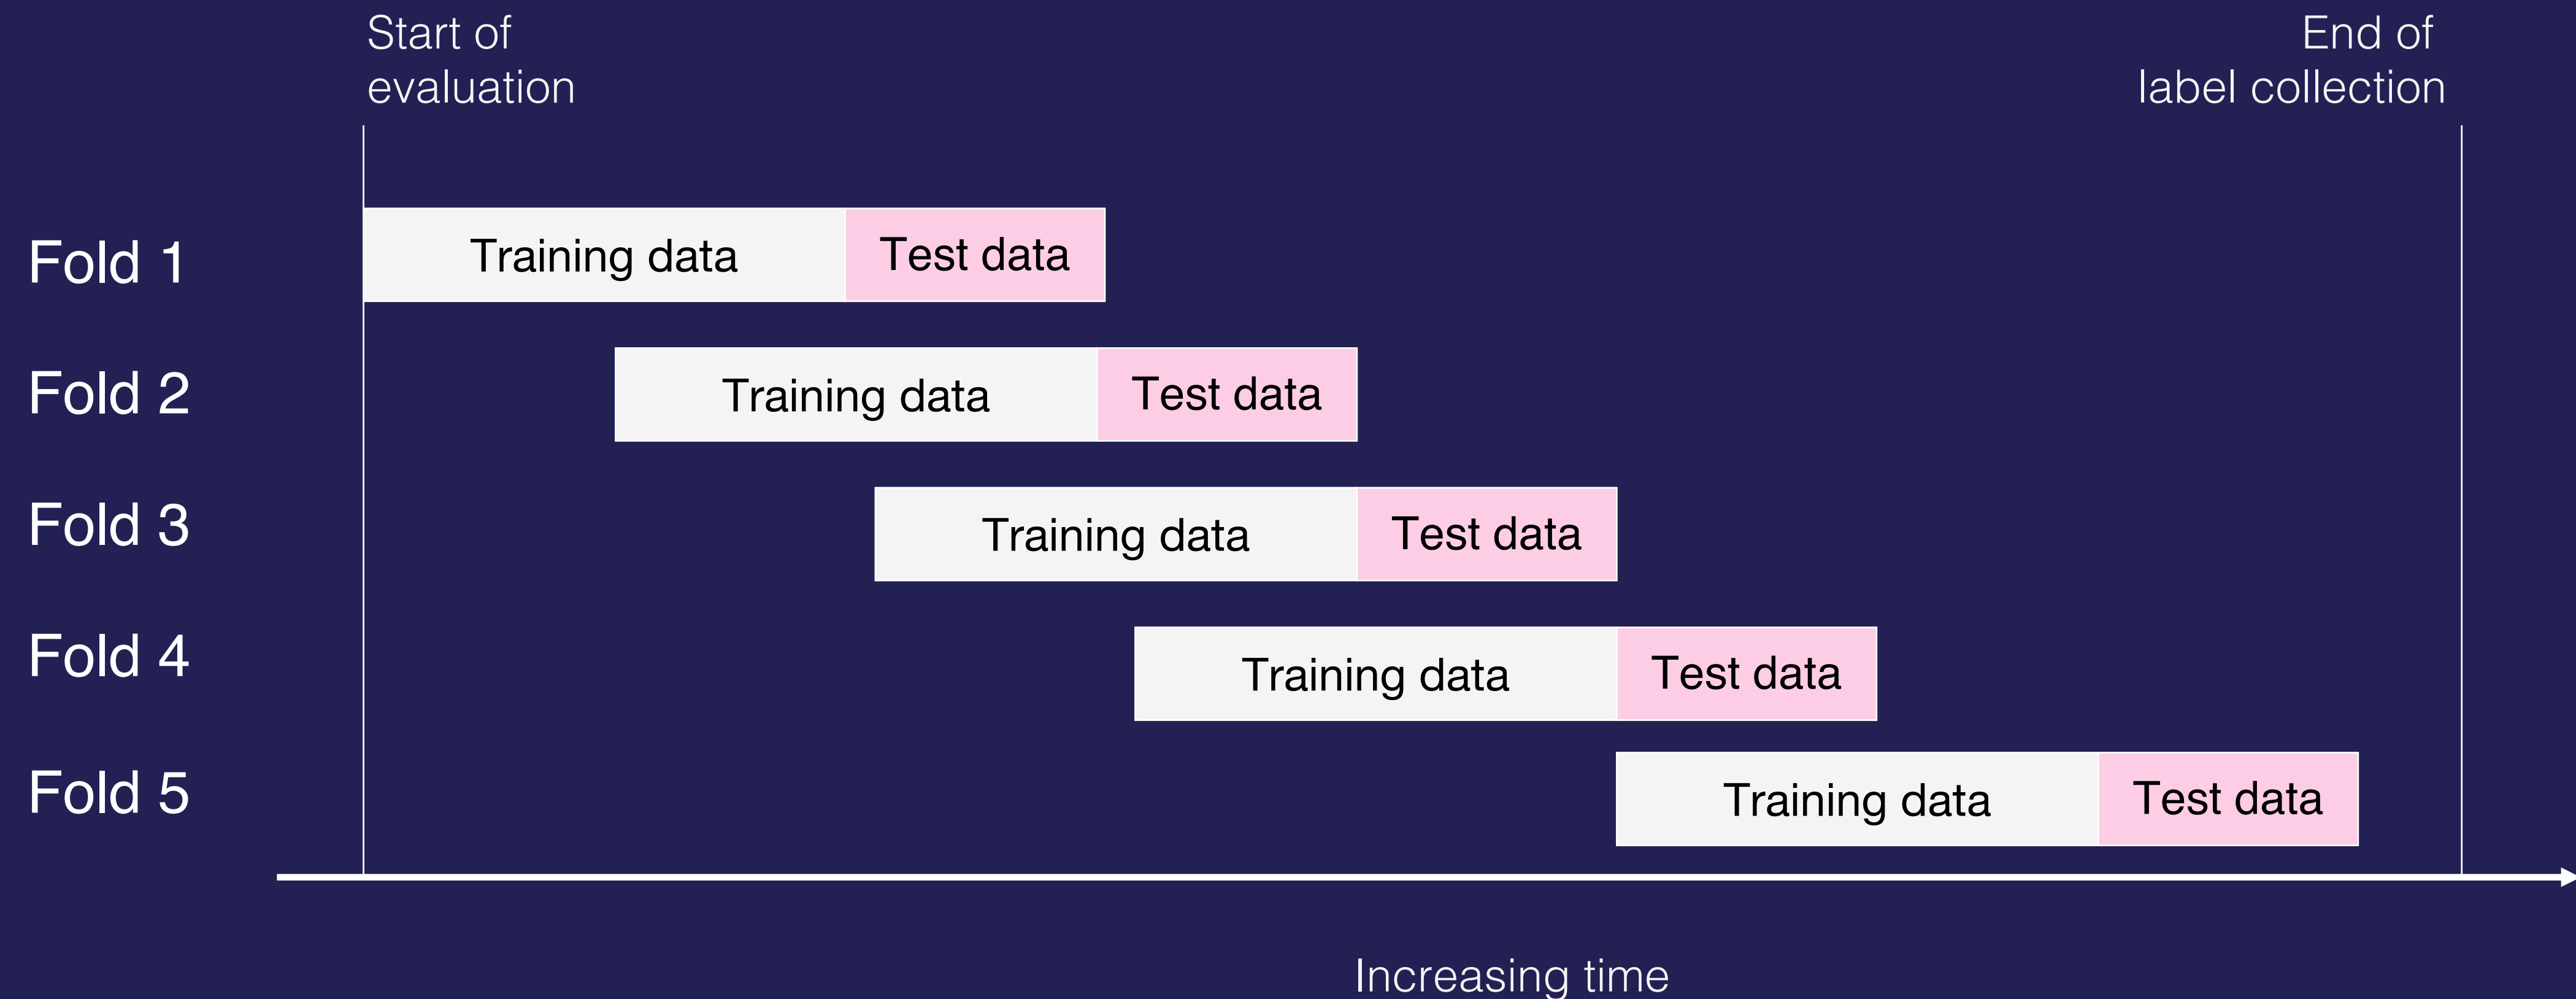 Start of
evaluation
End of
label collection
Fold 1
Training data
Test data
Fold 2
Training data
Test data
Fold 3
Training data
Test data
Fold 4
Training data
Test data
Fold 5
Training data
Test data
Increasing time